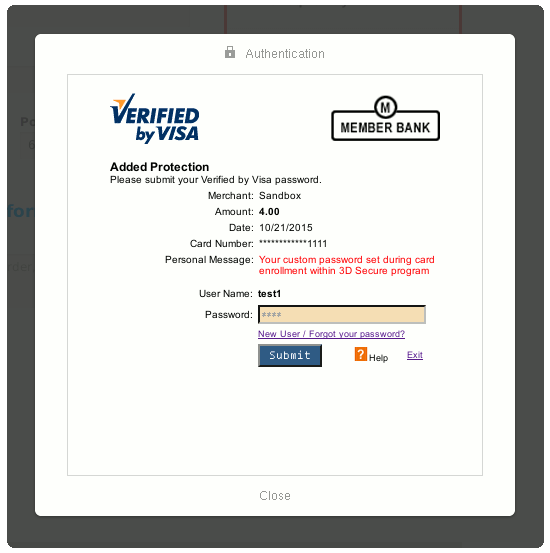 Authentication
VERIFIED
by VISA
M
MEMBER BANK
Added Protection
Please submit your Verified by Visa password.
Merchant: Sandbox
Amount: 4.00
Date: 10/21/2015
Card Number: ************1111
Personal Message: Your custom password set during card
enrollment within 3D Secure program
User Name: test1
Password: ****
New User / Forgot your password?
Submit
? Help
Exit
Close